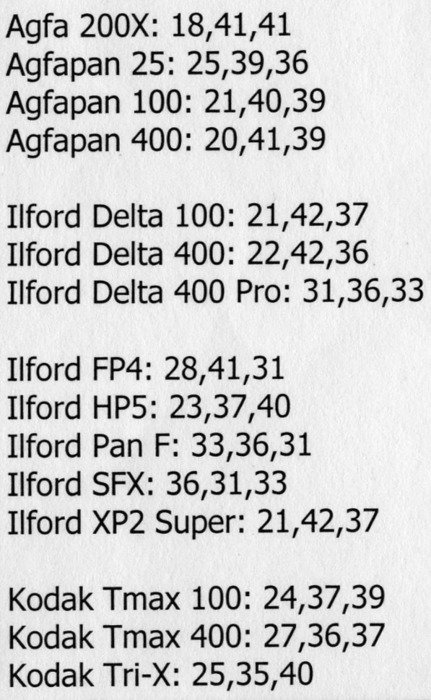 Agfa 200X: 18,41,41
Agfapan 25: 25,39,36
Agfapan 100: 21,40,39
Agfapan 400: 20,41,39
Ilford Delta 100: 21,42,37
Ilford Delta 400: 22,42,36
Ilford Delta 400 Pro: 31,36,33
Ilford FP4: 28,41,31
Ilford HP5: 23,37,40
Ilford Pan F: 33,36,31
Ilford SFX: 36,31,33
Ilford XP2 Super: 21,42,37
Kodak Tmax 100: 24,37,39
Kodak Tmax 400: 27,36,37
Kodak Tri-X: 25,35,40